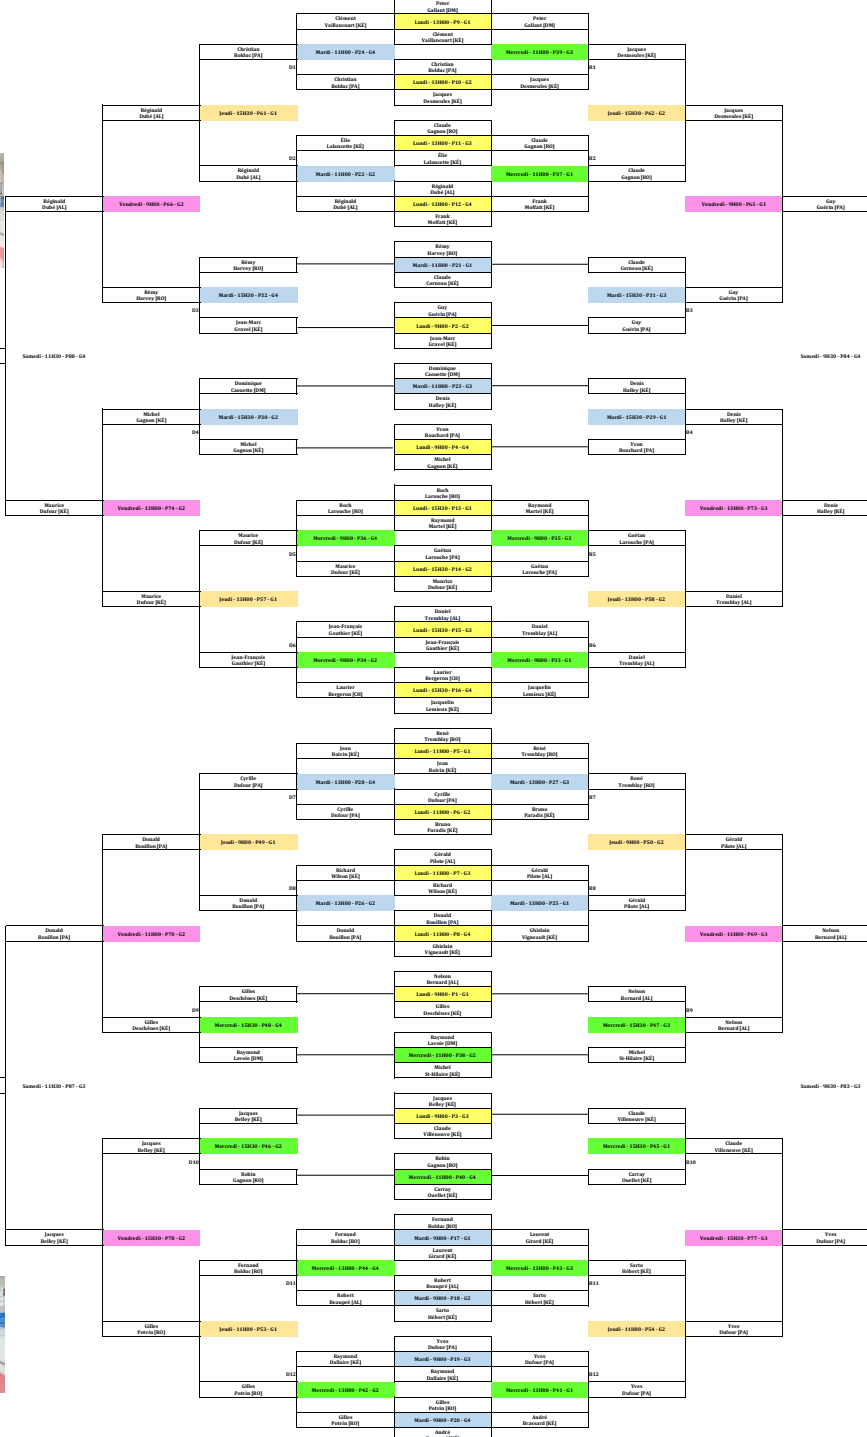 Peter
Gallant [DM]
Clément
Vaillancourt [KÉ]
Lundi - 13H00 - P9 - G1
Peter
Gallant [DM]
Clément
Vaillancourt [KÉ]
Christian
Bolduc [PA]
Mardi - 11H00 - P24 - G4
Mercredi - 11H00 - P39 - G3
Jacques
Desmeules [KÉ]
D1
Christian
Bolduc [PA]
B1
Christian
Bolduc [PA]
Lundi - 13H00 - P10 - G2
Jacques
Desmeules [KÉ]
Jacques
Desmeules [KÉ]
Réginald
Dubé [AL]
Jeudi - 15H30 - P61 - G1
Jeudi - 15H30 - P62 - G2
Jacques
Desmeules [KÉ]
Claude
Gagnon [RO]
Élie
Lalancette [KÉ]
Lundi - 13H00 - P11 - G3
Claude
Gagnon [RO]
D2
Élie
Lalancette [KÉ]
B2
Réginald
Dubé [AL]
Mardi - 11H00 - P22 - G2
Mercredi - 11H00 - P37 - G1
Claude
Gagnon [RO]
Réginald
Dubé [AL]
Réginald
Dubé [AL]
Réginald
Dubé [AL]
Vendredi - 9H00 - P66 - G2
Lundi - 13H00 - P12 - G4
Frank
Moffatt [KÉ]
Vendredi - 9H00 - P65 - G1
Guy
Guérin [PA]
Frank
Moffatt [KÉ]
Rémy
Harvey [RO]
Rémy
Harvey [RO]
Mardi - 11H00 - P21 - G1
Claude
Corneau [KÉ]
Claude
Corneau [KÉ]
Rémy
Harvey [RO]
Mardi - 15H30 - P32 - G4
Mardi - 15H30 - P31 - G3
Guy
Guérin [PA]
D3
Guy
Guérin [PA]
B3
Jean-Marc
Gravel [KÉ]
Lundi - 9H00 - P2 - G2
Guy
Guérin [PA]
Jean-Marc
Gravel [KÉ]
Samedi - 11H30 - P88 - G4
Samedi - 9H30 - P84 - G4
Dominique
Caouette [DM]
Dominique
Caouette [DM]
Mardi - 11H00 - P23 - G3
Denis
Halley [KÉ]
Denis
Halley [KÉ]
Michel
Gagnon [KÉ]
Mardi - 15H30 - P30 - G2
Mardi - 15H30 - P29 - G1
Denis
Halley [KÉ]
D4
Yvon
Bouchard [PA]
B4
Michel
Gagnon [KÉ]
Lundi - 9H00 - P4 - G4
Yvon
Bouchard [PA]
Michel
Gagnon [KÉ]
Roch
Larouche [RO]
Maurice
Dufour [KÉ]
Vendredi - 13H00 - P74 - G2
Roch
Larouche [RO]
Lundi - 15H30 - P13 - G1
Raymond
Martel [KÉ]
Vendredi - 13H00 - P73 - G1
Denis
Halley [KÉ]
Raymond
Martel [KÉ]
Maurice
Dufour [KÉ]
Mercredi - 9H00 - P36 - G4
Mercredi - 9H00 - P35 - G3
Gaëtan
Larouche [PA]
D5
Gaëtan
Larouche [PA]
B5
Maurice
Dufour [KÉ]
Lundi - 15H30 - P14 - G2
Gaëtan
Larouche [PA]
Maurice
Dufour [KÉ]
Maurice
Dufour [KÉ]
Jeudi - 13H00 - P57 - G1
Jeudi - 13H00 - P58 - G2
Daniel
Tremblay [AL]
Daniel
Tremblay [AL]
Jean-François
Gauthier [KÉ]
Lundi - 15H30 - P15 - G3
Daniel
Tremblay [AL]
D6
Jean-François
Gauthier [KÉ]
B6
Jean-François
Gauthier [KÉ]
Mercredi - 9H00 - P34 - G2
Mercredi - 9H00 - P33 - G1
Daniel
Tremblay [AL]
Laurier
Bergeron [CH]
Laurier
Bergeron [CH]
Lundi - 15H30 - P16 - G4
Jacquelin
Lemieux [KÉ]
Jacquelin
Lemieux [KÉ]
René
Tremblay [RO]
Jean
Boivin [KÉ]
Lundi - 11H00 - P5 - G1
René
Tremblay [RO]
Jean
Boivin [KÉ]
Cyrille
Dufour [PA]
Mardi - 13H00 - P28 - G4
Mardi - 13H00 - P27 - G3
René
Tremblay [RO]
D7
Cyrille
Dufour [PA]
B7
Cyrille
Dufour [PA]
Lundi - 11H00 - P6 - G2
Bruno
Paradis [KÉ]
Bruno
Paradis [KÉ]
Donald
Rouillon [PA]
Jeudi - 9H00 - P49 - G1
Jeudi - 9H00 - P50 - G2
Gérald
Pilote [AL]
Gérald
Pilote [AL]
Richard
Wilson [KÉ]
Lundi - 11H00 - P7 - G3
Gérald
Pilote [AL]
D8
Richard
Wilson [KÉ]
B8
Donald
Rouillon [PA]
Mardi - 13H00 - P26 - G2
Mardi - 13H00 - P25 - G1
Gérald
Pilote [AL]
Donald
Rouillon [PA]
Donald
Rouillon [PA]
Vendredi - 11H00 - P70 - G2
Donald
Rouillon [PA]
Lundi - 11H00 - P8 - G4
Ghislain
Vigneault [KÉ]
Vendredi - 11H00 - P69 - G1
Nelson
Bernard [AL]
Ghislain
Vigneault [KÉ]
Nelson
Bernard [AL]
Gilles
Deschênes [KÉ]
Lundi - 9H00 - P1 - G1
Nelson
Bernard [AL]
D9
Gilles
Deschênes [KÉ]
B9
Gilles
Deschênes [KÉ]
Mercredi - 15H30 - P48 - G4
Mercredi - 15H30 - P47 - G3
Nelson
Bernard [AL]
Raymond
Lavoie [DM]
Raymond
Lavoie [DM]
Mercredi - 11H00 - P38 - G2
Michel
St-Hilaire [KÉ]
Michel
St-Hilaire [KÉ]
Samedi - 11H30 - P87 - G3
Samedi - 9H30 - P83 - G3
Jacques
Relley [KÉ]
Jacques
Relley [KÉ]
Lundi - 9H00 - P3 - G3
Claude
Villeneuve [KÉ]
Claude
Villeneuve [KÉ]
Jacques
Relley [KÉ]
Mercredi - 15H30 - P46 - G2
Mercredi - 15H30 - P45 - G1
Claude
Villeneuve [KÉ]
D10
Robin
Gagnon [RO]
B10
Robin
Gagnon [RO]
Mercredi - 11H00 - P40 - G4
Carray
Ouellet [KÉ]
Carray
Ouellet [KÉ]
Fernand
Bolduc [RO]
Jacques
Relley [KÉ]
Vendredi - 15H30 - P78 - G2
Fernand
Bolduc [RO]
Mardi - 9H00 - P17 - G1
Laurent
Girard [KÉ]
Vendredi - 15H30 - P77 - G1
Yves
Dufour [PA]
Laurent
Girard [KÉ]
Fernand
Bolduc [RO]
Mercredi - 13H00 - P44 - G4
Mercredi - 13H00 - P43 - G3
Sarto
Hébert [KÉ]
D11
Robert
Beaupré [AL]
B11
Robert
Beaupré [AL]
Mardi - 9H00 - P18 - G2
Sarto
Hébert [KÉ]
Sarto
Hébert [KÉ]
Gilles
Potvin [RO]
Jeudi - 11H00 - P53 - G1
Jeudi - 11H00 - P54 - G2
Yves
Dufour [PA]
Yves
Dufour [PA]
Raymond
Dallaire [KÉ]
Mardi - 9H00 - P19 - G3
Yves
Dufour [PA]
D12
Raymond
Dallaire [KÉ]
B12
Gilles
Potvin [RO]
Mercredi - 13H00 - P42 - G2
Mercredi - 13H00 - P41 - G1
Yves
Dufour [PA]
Gilles
Potvin [RO]
Gilles
Potvin [RO]
Mardi - 9H00 - P20 - G4
André
Brassard [KÉ]
André